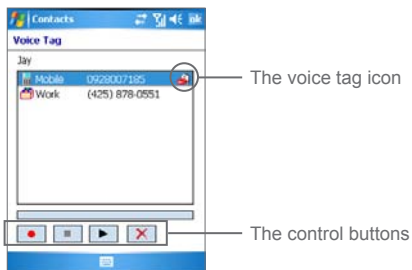 Contacts ok
Voice Tag
Jay
Mobile 0928007185
Work (425) 878-0551
The voice tag icon
The control buttons